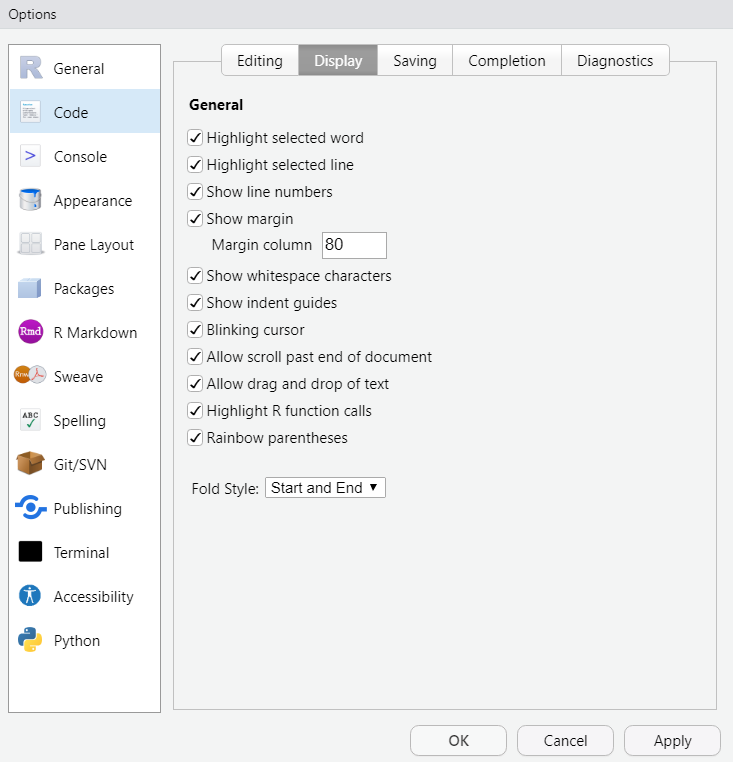 Options
General
Code
Console
Appearance
Pane Layout
Packages
Rmd R Markdown
Rnw Sweave
ABC Spelling
Git/SVN
Publishing
Terminal
Accessibility
Python
Editing Display Saving Completion Diagnostics
General
Highlight selected word
Highlight selected line
Show line numbers
Show margin
Margin column 80
Show whitespace characters
Show indent guides
Blinking cursor
Allow scroll past end of document
Allow drag and drop of text
Highlight R function calls
Rainbow parentheses
Fold Style: Start and End
OK Cancel Apply